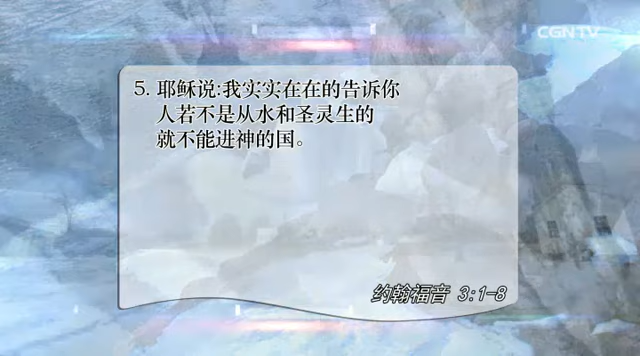 CGNTV
5. 耶稣说:我实实在在的告诉你
人若不是从水和圣灵生的
就不能进神的国。
约翰福音 3:1-8